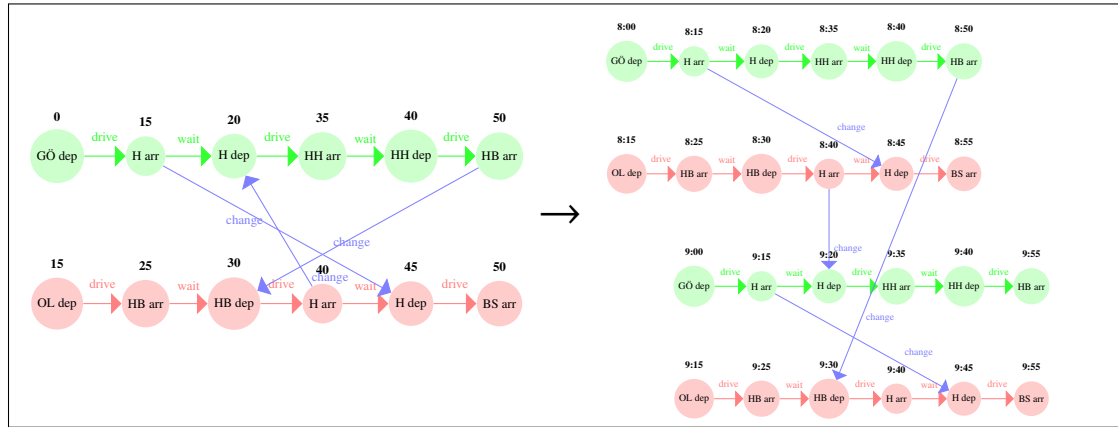 0 15 20 35 40 50
drive wait drive wait drive
GÖ dep H arr H dep HH arr HH dep HB arr
change change
change
15 25 30 40 45 50
drive wait drive wait drive
OL dep HB arr HB dep H arr H dep BS arr
→
8:00 8:15 8:20 8:35 8:40 8:50
drive wait drive wait drive
GÖ dep H arr H dep HH arr HH dep HB arr
change
8:15 8:25 8:30 8:40 8:45 8:55
drive wait drive wait drive
OL dep HB arr HB dep H arr H dep BS arr
change
9:00 9:15 9:20 9:35 9:40 9:55
drive wait drive wait drive
GÖ dep H arr H dep HH arr HH dep HB arr
change
change
9:15 9:25 9:30 9:40 9:45 9:55
drive wait drive wait drive
OL dep HB arr HB dep H arr H dep BS arr